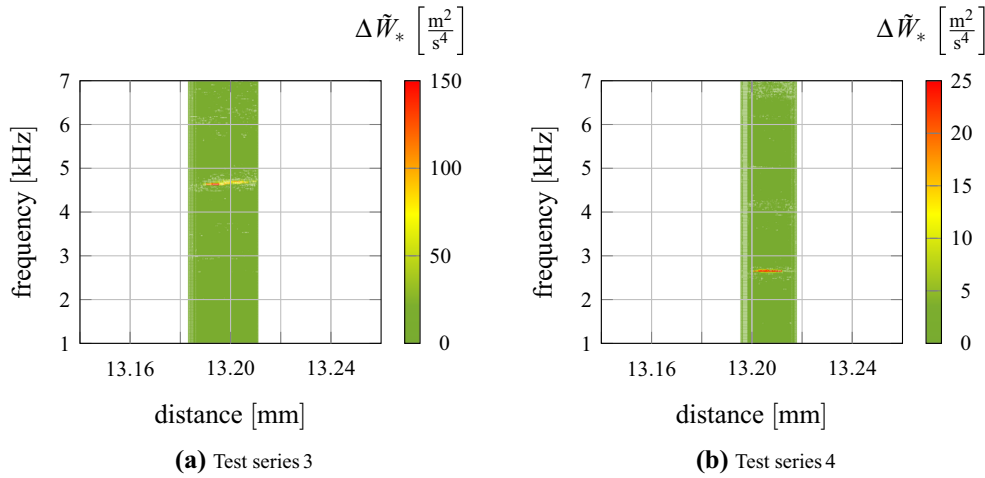 ΔW̃* [m²/s⁴] ΔW̃* [m²/s⁴]
7 150 7 25
6 6 20
5 100 5 15
4 4
3 50 3 10
2 2 5
1 0 1 0
frequency [kHz] frequency [kHz]
13.16 13.20 13.24 13.16 13.20 13.24
distance [mm] distance [mm]
(a) Test series 3 (b) Test series 4